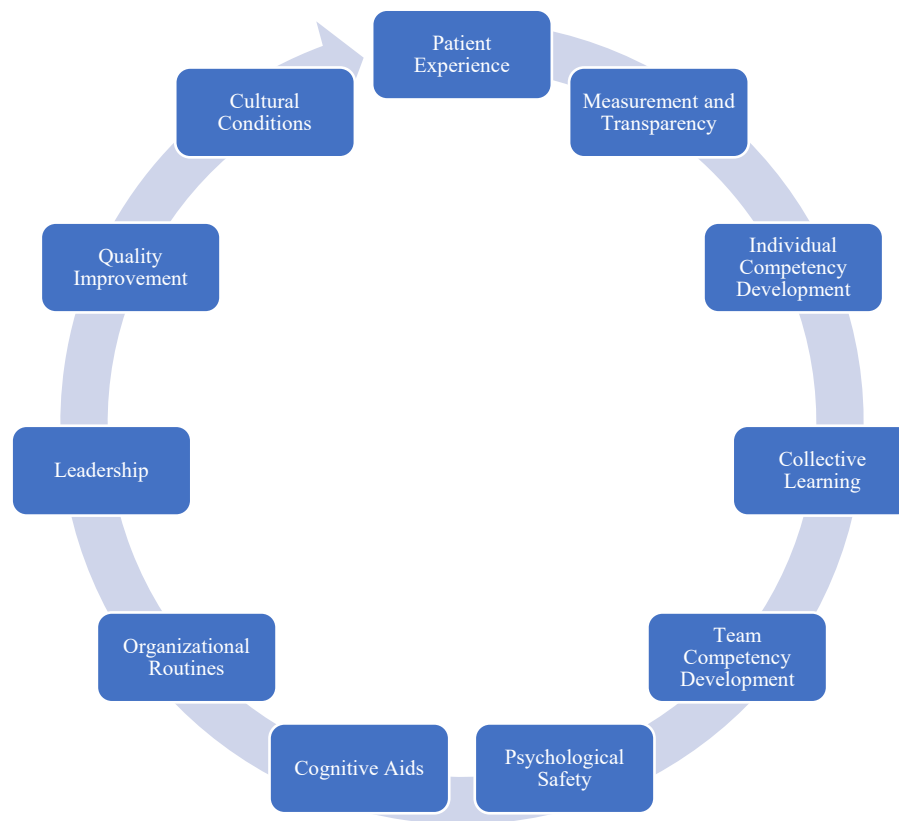 Patient
Experience
Measurement and
Transparency
Individual
Competency
Development
Collective
Learning
Team
Competency
Development
Psychological
Safety
Cognitive Aids
Organizational
Routines
Leadership
Quality
Improvement
Cultural
Conditions